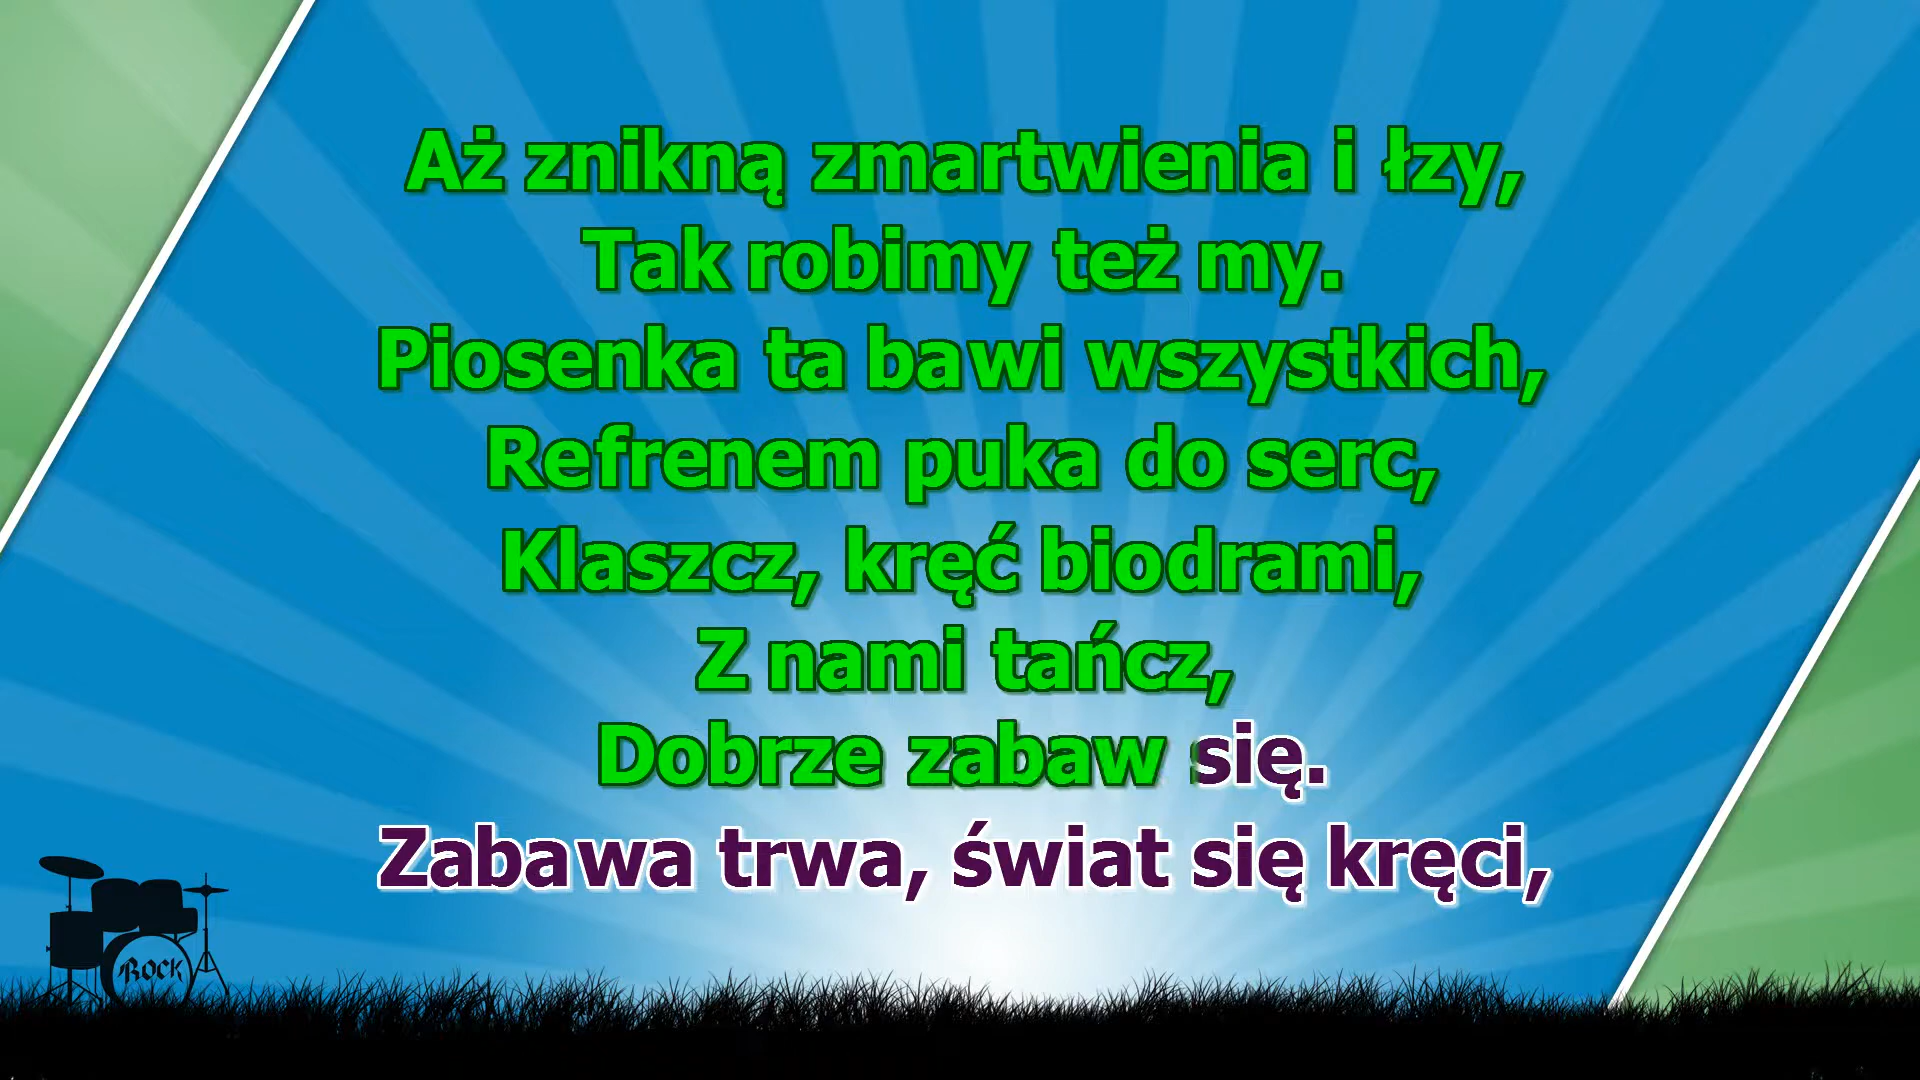 Aż znikną zmartwienia i łzy,
Tak robimy też my.
Piosenka ta bawi wszystkich,
Refrenem puka do serc,
Klaszcz, kręć biodrami,
Z nami tańcz,
Dobrze zabaw się.
Zabawa trwa, świat się kręci,
ROCK